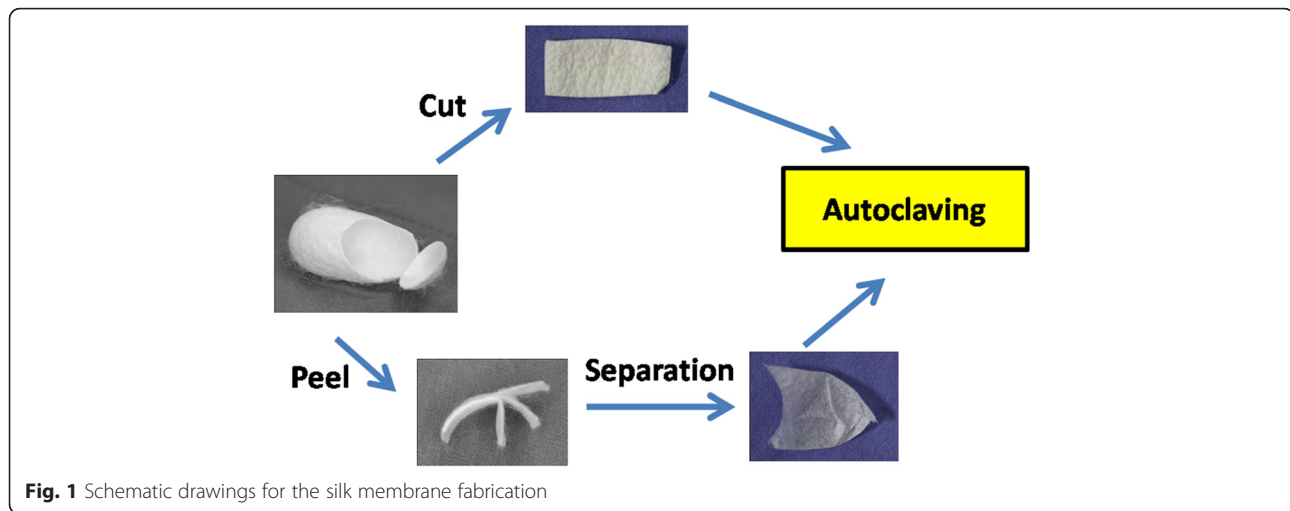 Cut
Autoclaving
Peel
Separation
Fig. 1 Schematic drawings for the silk membrane fabrication